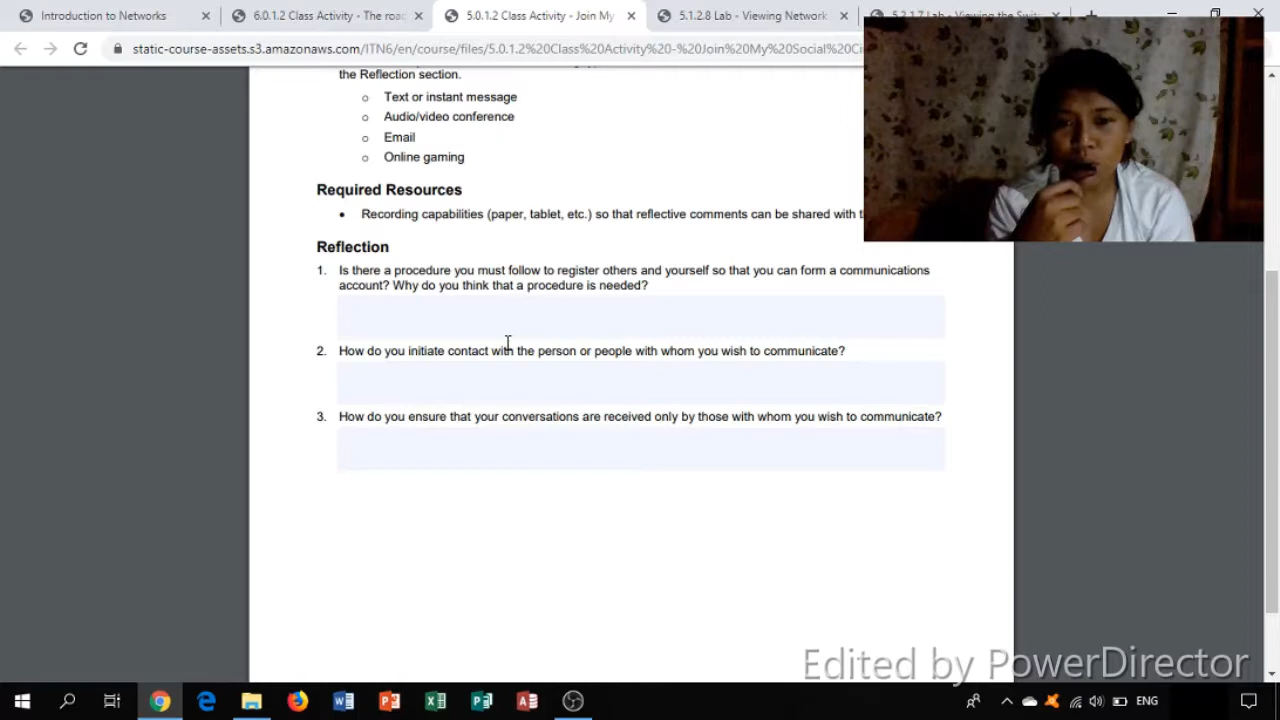 Introduction to Networks
6.0.1.2 Class Activity - The road
5.0.1.2 Class Activity - Join My
5.1.2.8 Lab - Viewing Network
static-course-assets.s3.amazonaws.com/ITN6/en/course/files/5.0.1.2%20Class%20Activity%20-%20Join%20My%20Social%20Ci
the Reflection section.
o Text or instant message
o Audio/video conference
o Email
o Online gaming
Required Resources
• Recording capabilities (paper, tablet, etc.) so that reflective comments can be shared with
Reflection
1. Is there a procedure you must follow to register others and yourself so that you can form a communications
account? Why do you think that a procedure is needed?
2. How do you initiate contact with the person or people with whom you wish to communicate?
3. How do you ensure that your conversations are received only by those with whom you wish to communicate?
Edited by PowerDirector
ENG